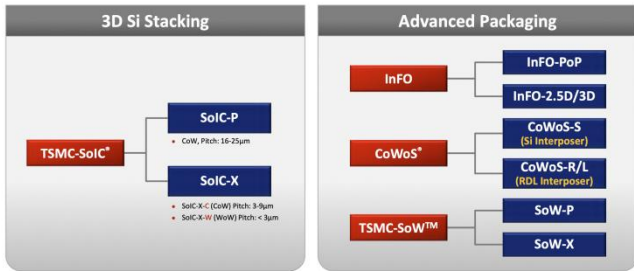 3D Si Stacking
TSMC-SoIC®
SoIC-P
• CoW, Pitch: 16-25µm
SoIC-X
• SoIC-X-C (CoW) Pitch: 3-9µm
• SoIC-X-W (WoW) Pitch: < 3µm
Advanced Packaging
InFO
InFO-PoP
InFO-2.5D/3D
CoWoS®
CoWoS-S
(Si Interposer)
CoWoS-R/L
(RDL Interposer)
TSMC-SoW™
SoW-P
SoW-X